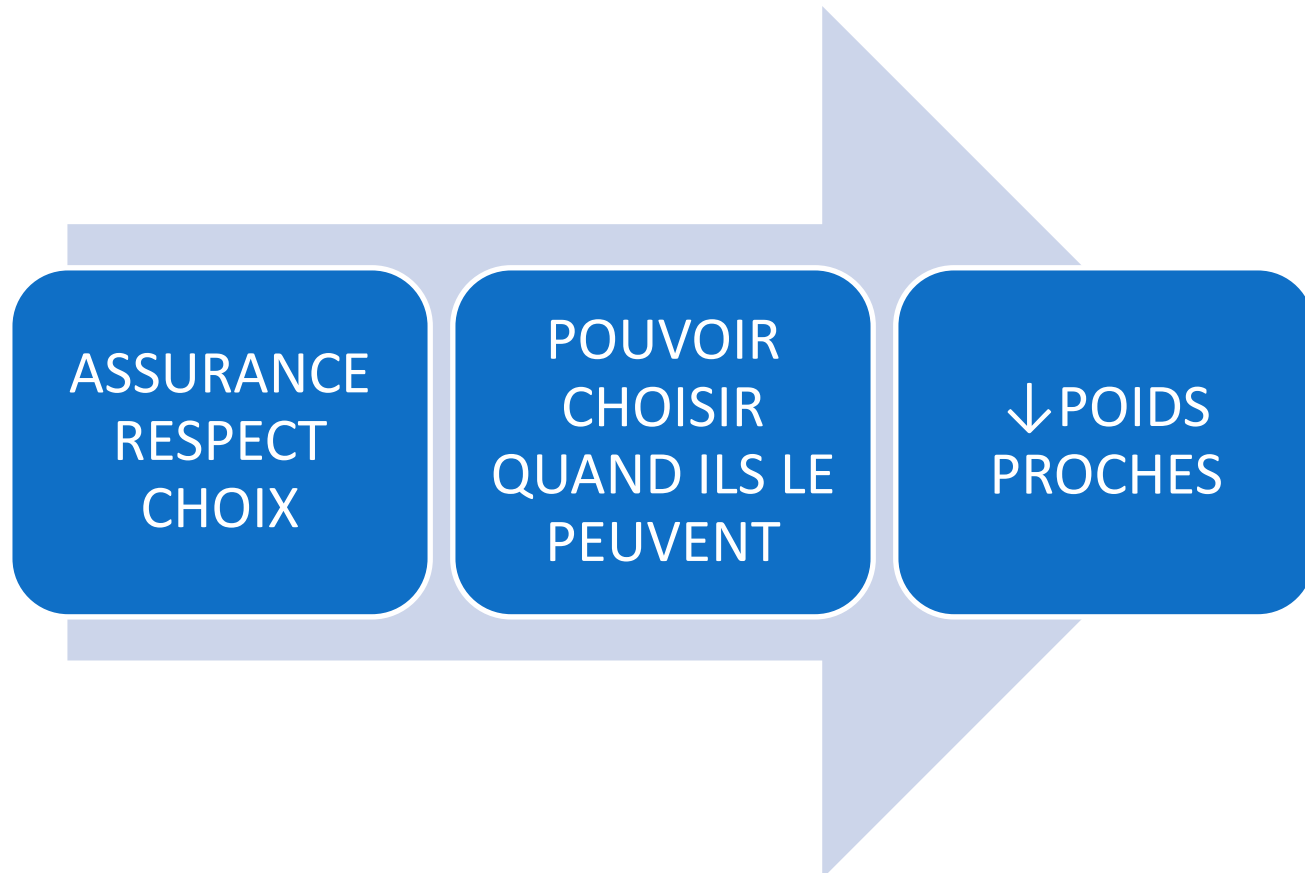 ASSURANCE
RESPECT
CHOIX
POUVOIR
CHOISIR
QUAND ILS LE
PEUVENT
↓POIDS
PROCHES